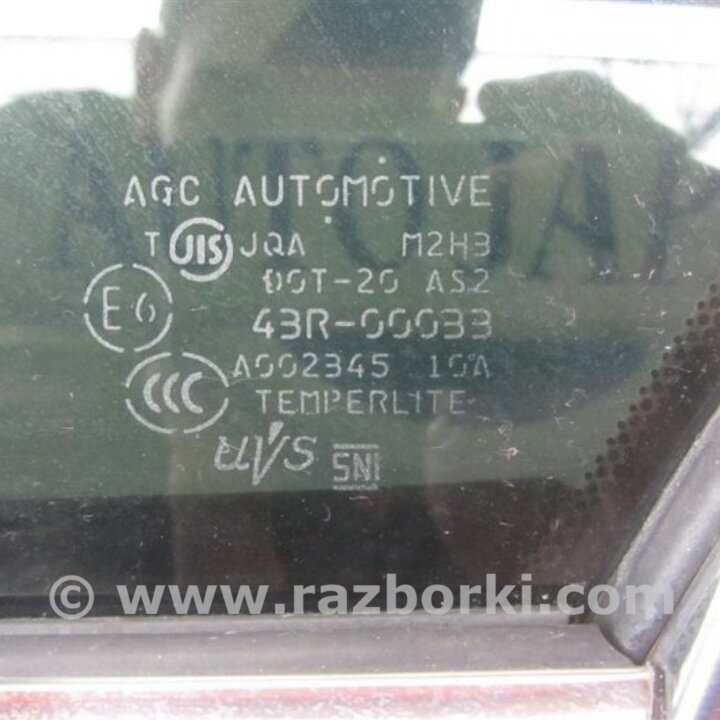 AUTOJAP
AGC AUTOMOTIVE
T JIS JQA M2H3
DOT-20 AS2
E6 43R-00033
A002345 10A
CCC TEMPERLITE
SNI
© www.razborki.com